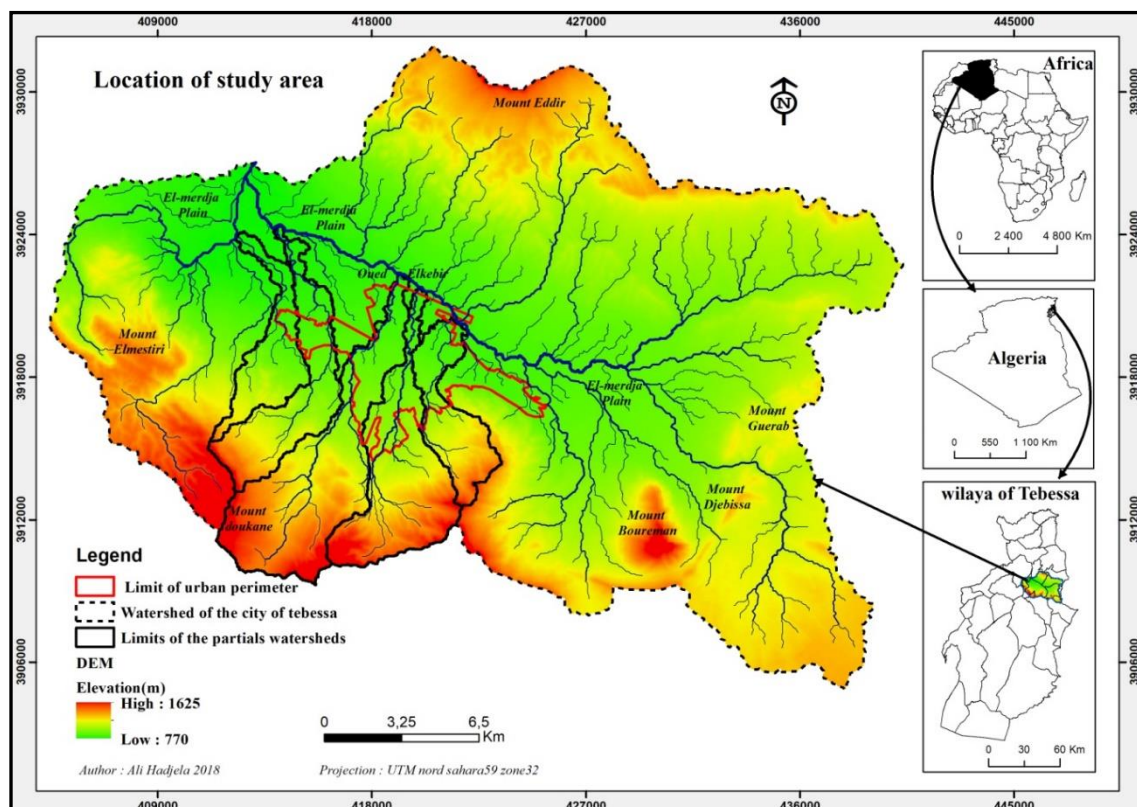 409000
418000
427000
436000
445000
3930000
3924000
3918000
3912000
3906000
Location of study area
N
Mount Eddir
El-merdja
Plain
El-merdja
Plain
Oued
Elkebir
Mount
Elmestiri
El-merdja
Plain
Mount
Guerab
Mount
Djebissa
Mount
Boureman
Mount
doukane
Legend
Limit of urban perimeter
Watershed of the city of tebessa
Limits of the partials watersheds
DEM
Elevation(m)
High : 1625
Low : 770
0 3,25 6,5
Km
Author : Ali Hadjela 2018
Projection : UTM nord sahara59 zone32
Africa
0 2 400 4 800 Km
Algeria
0 550 1 100 Km
wilaya of Tebessa
0 30 60 Km
3930000
3924000
3918000
3912000
3906000
409000
418000
427000
436000
445000